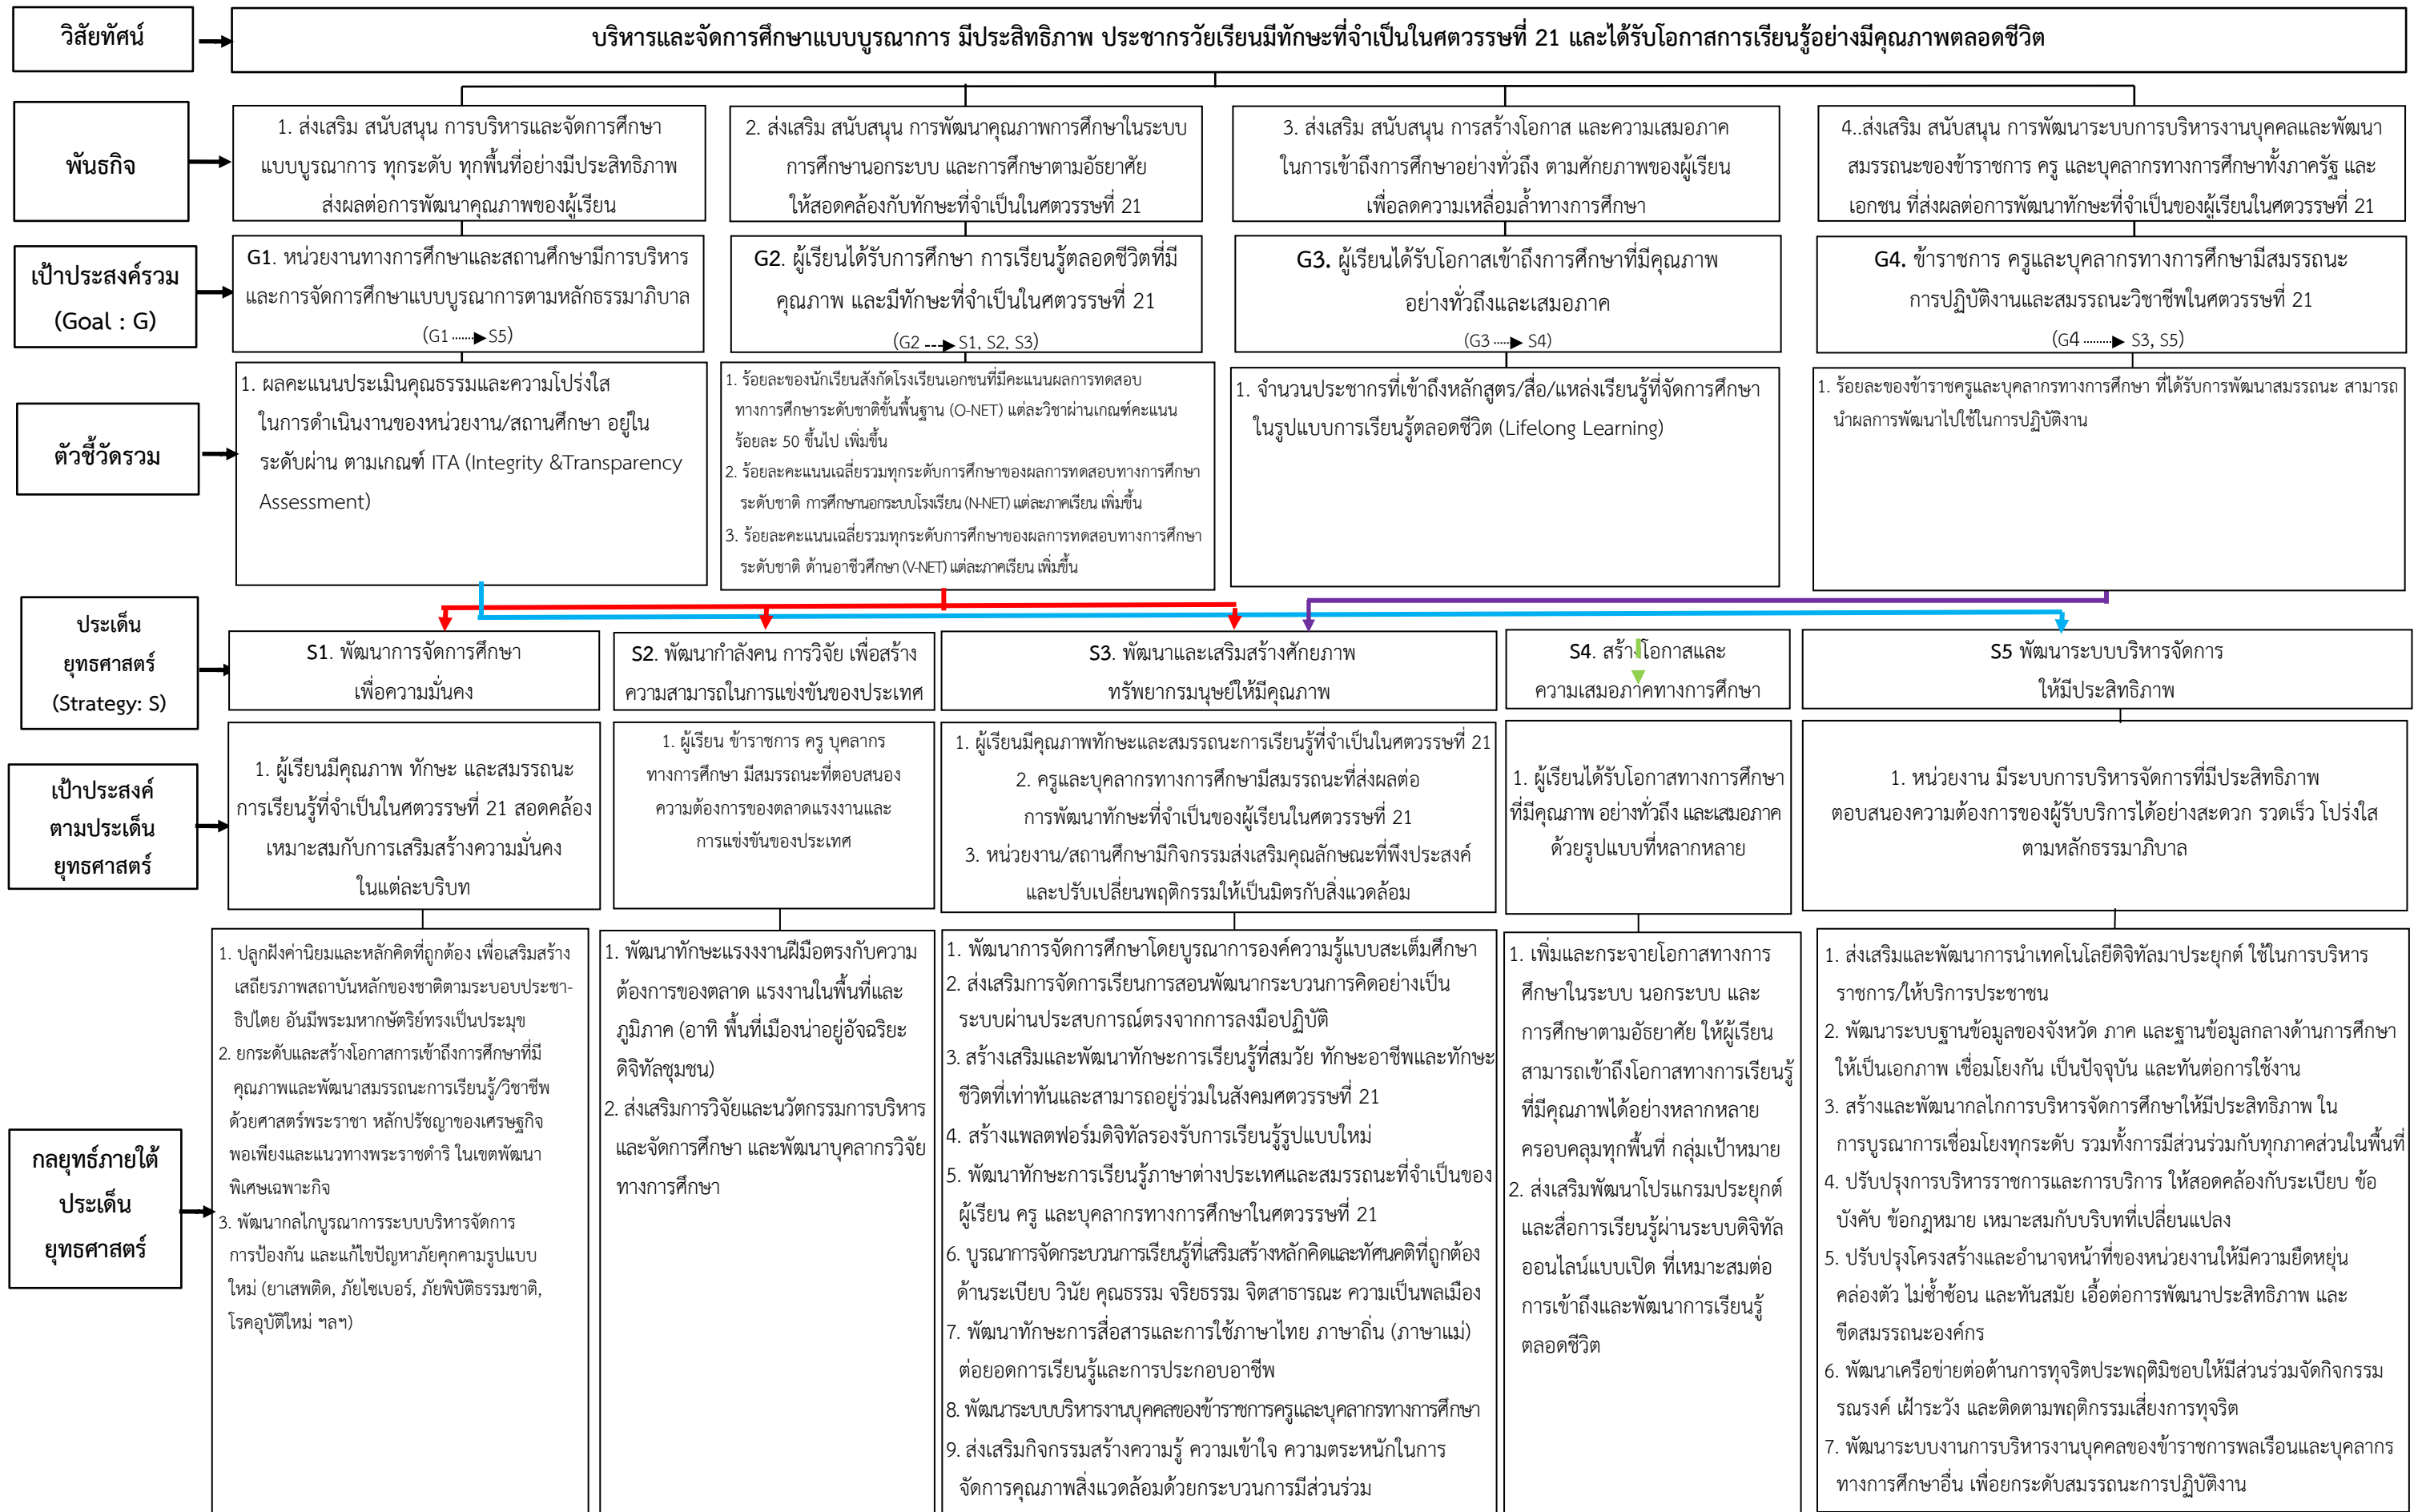 วิสัยทัศน์
บริหารและจัดการศึกษาแบบบูรณาการ มีประสิทธิภาพ ประชากรวัยเรียนมีทักษะที่จำเป็นในศตวรรษที่ 21 และได้รับโอกาสการเรียนรู้อย่างมีคุณภาพตลอดชีวิต
พันธกิจ
1. ส่งเสริม สนับสนุน การบริหารและจัดการศึกษา
แบบบูรณาการ ทุกระดับ ทุกพื้นที่อย่างมีประสิทธิภาพ
ส่งผลต่อการพัฒนาคุณภาพของผู้เรียน
2. ส่งเสริม สนับสนุน การพัฒนาคุณภาพการศึกษาในระบบ
การศึกษานอกระบบ และการศึกษาตามอัธยาศัย
ให้สอดคล้องกับทักษะที่จำเป็นในศตวรรษที่ 21
3. ส่งเสริม สนับสนุน การสร้างโอกาส และความเสมอภาค
ในการเข้าถึงการศึกษาอย่างทั่วถึง ตามศักยภาพของผู้เรียน
เพื่อลดความเหลื่อมล้ำทางการศึกษา
4..ส่งเสริม สนับสนุน การพัฒนาระบบการบริหารงานบุคคลและพัฒนา
สมรรถนะของข้าราชการ ครู และบุคลากรทางการศึกษาทั้งภาครัฐ และ
เอกชน ที่ส่งผลต่อการพัฒนาทักษะที่จำเป็นของผู้เรียนในศตวรรษที่ 21
เป้าประสงค์รวม
(Goal : G)
G1. หน่วยงานทางการศึกษาและสถานศึกษามีการบริหาร
และการจัดการศึกษาแบบบูรณาการตามหลักธรรมาภิบาล
(G1 S5)
G2. ผู้เรียนได้รับการศึกษา การเรียนรู้ตลอดชีวิตที่มี
คุณภาพ และมีทักษะที่จำเป็นในศตวรรษที่ 21
(G2 S1, S2, S3)
G3. ผู้เรียนได้รับโอกาสเข้าถึงการศึกษาที่มีคุณภาพ
อย่างทั่วถึงและเสมอภาค
(G3 S4)
G4. ข้าราชการ ครูและบุคลากรทางการศึกษามีสมรรถนะ
การปฏิบัติงานและสมรรถนะวิชาชีพในศตวรรษที่ 21
(G4 S3, S5)
ตัวชี้วัดรวม
1. ผลคะแนนประเมินคุณธรรมและความโปร่งใส
ในการดำเนินงานของหน่วยงาน/สถานศึกษา อยู่ใน
ระดับผ่าน ตามเกณฑ์ ITA (Integrity &Transparency
Assessment)
1. ร้อยละของนักเรียนสังกัดโรงเรียนเอกชนที่มีคะแนนผลการทดสอบ
ทางการศึกษาระดับชาติขั้นพื้นฐาน (O-NET) แต่ละวิชาผ่านเกณฑ์คะแนน
ร้อยละ 50 ขึ้นไป เพิ่มขึ้น
2. ร้อยละคะแนนเฉลี่ยรวมทุกระดับการศึกษาของผลการทดสอบทางการศึกษา
ระดับชาติ การศึกษานอกระบบโรงเรียน (N-NET) แต่ละภาคเรียน เพิ่มขึ้น
3. ร้อยละคะแนนเฉลี่ยรวมทุกระดับการศึกษาของผลการทดสอบทางการศึกษา
ระดับชาติ ด้านอาชีวศึกษา (V-NET) แต่ละภาคเรียน เพิ่มขึ้น
1. จำนวนประชากรที่เข้าถึงหลักสูตร/สื่อ/แหล่งเรียนรู้ที่จัดการศึกษา
ในรูปแบบการเรียนรู้ตลอดชีวิต (Lifelong Learning)
1. ร้อยละของข้าราชครูและบุคลากรทางการศึกษา ที่ได้รับการพัฒนาสมรรถนะ สามารถ
นำผลการพัฒนาไปใช้ในการปฏิบัติงาน
ประเด็น
ยุทธศาสตร์
(Strategy: S)
S1. พัฒนาการจัดการศึกษา
เพื่อความมั่นคง
S2. พัฒนากำลังคน การวิจัย เพื่อสร้าง
ความสามารถในการแข่งขันของประเทศ
S3. พัฒนาและเสริมสร้างศักยภาพ
ทรัพยากรมนุษย์ให้มีคุณภาพ
S4. สร้างโอกาสและ
ความเสมอภาคทางการศึกษา
S5 พัฒนาระบบบริหารจัดการ
ให้มีประสิทธิภาพ
เป้าประสงค์
ตามประเด็น
ยุทธศาสตร์
1. ผู้เรียนมีคุณภาพ ทักษะ และสมรรถนะ
การเรียนรู้ที่จำเป็นในศตวรรษที่ 21 สอดคล้อง
เหมาะสมกับการเสริมสร้างความมั่นคง
ในแต่ละบริบท
1. ผู้เรียน ข้าราชการ ครู บุคลากร
ทางการศึกษา มีสมรรถนะที่ตอบสนอง
ความต้องการของตลาดแรงงานและ
การแข่งขันของประเทศ
1. ผู้เรียนมีคุณภาพทักษะและสมรรถนะการเรียนรู้ที่จำเป็นในศตวรรษที่ 21
2. ครูและบุคลากรทางการศึกษามีสมรรถนะที่ส่งผลต่อ
การพัฒนาทักษะที่จำเป็นของผู้เรียนในศตวรรษที่ 21
3. หน่วยงาน/สถานศึกษามีกิจกรรมส่งเสริมคุณลักษณะที่พึงประสงค์
และปรับเปลี่ยนพฤติกรรมให้เป็นมิตรกับสิ่งแวดล้อม
1. ผู้เรียนได้รับโอกาสทางการศึกษา
ที่มีคุณภาพ อย่างทั่วถึง และเสมอภาค
ด้วยรูปแบบที่หลากหลาย
1. หน่วยงาน มีระบบการบริหารจัดการที่มีประสิทธิภาพ
ตอบสนองความต้องการของผู้รับบริการได้อย่างสะดวก รวดเร็ว โปร่งใส
ตามหลักธรรมาภิบาล
กลยุทธ์ภายใต้
ประเด็น
ยุทธศาสตร์
1. ปลูกฝังค่านิยมและหลักคิดที่ถูกต้อง เพื่อเสริมสร้าง
เสถียรภาพสถาบันหลักของชาติตามระบอบประชา-
ธิปไตย อันมีพระมหากษัตริย์ทรงเป็นประมุข
2. ยกระดับและสร้างโอกาสการเข้าถึงการศึกษาที่มี
คุณภาพและพัฒนาสมรรถนะการเรียนรู้/วิชาชีพ
ด้วยศาสตร์พระราชา หลักปรัชญาของเศรษฐกิจ
พอเพียงและแนวทางพระราชดำริ ในเขตพัฒนา
พิเศษเฉพาะกิจ
3. พัฒนากลไกบูรณาการระบบบริหารจัดการ
การป้องกัน และแก้ไขปัญหาภัยคุกคามรูปแบบ
ใหม่ (ยาเสพติด, ภัยไซเบอร์, ภัยพิบัติธรรมชาติ,
โรคอุบัติใหม่ ฯลฯ)
1. พัฒนาทักษะแรงงานฝีมือตรงกับความ
ต้องการของตลาด แรงงานในพื้นที่และ
ภูมิภาค (อาทิ พื้นที่เมืองน่าอยู่อัจฉริยะ
ดิจิทัลชุมชน)
2. ส่งเสริมการวิจัยและนวัตกรรมการบริหาร
และจัดการศึกษา และพัฒนาบุคลากรวิจัย
ทางการศึกษา
1. พัฒนาการจัดการศึกษาโดยบูรณาการองค์ความรู้แบบสะเต็มศึกษา
2. ส่งเสริมการจัดการเรียนการสอนพัฒนากระบวนการคิดอย่างเป็น
ระบบผ่านประสบการณ์ตรงจากการลงมือปฏิบัติ
3. สร้างเสริมและพัฒนาทักษะการเรียนรู้ที่สมวัย ทักษะอาชีพและทักษะ
ชีวิตที่เท่าทันและสามารถอยู่ร่วมในสังคมศตวรรษที่ 21
4. สร้างแพลตฟอร์มดิจิทัลรองรับการเรียนรู้รูปแบบใหม่
5. พัฒนาทักษะการเรียนรู้ภาษาต่างประเทศและสมรรถนะที่จำเป็นของ
ผู้เรียน ครู และบุคลากรทางการศึกษาในศตวรรษที่ 21
6. บูรณาการจัดกระบวนการเรียนรู้ที่เสริมสร้างหลักคิดและทัศนคติที่ถูกต้อง
ด้านระเบียบ วินัย คุณธรรม จริยธรรม จิตสาธารณะ ความเป็นพลเมือง
7. พัฒนาทักษะการสื่อสารและการใช้ภาษาไทย ภาษาถิ่น (ภาษาแม่)
ต่อยอดการเรียนรู้และการประกอบอาชีพ
8. พัฒนาระบบบริหารงานบุคคลของข้าราชการครูและบุคลากรทางการศึกษา
9. ส่งเสริมกิจกรรมสร้างความรู้ ความเข้าใจ ความตระหนักในการ
จัดการคุณภาพสิ่งแวดล้อมด้วยกระบวนการมีส่วนร่วม
1. เพิ่มและกระจายโอกาสทางการ
ศึกษาในระบบ นอกระบบ และ
การศึกษาตามอัธยาศัย ให้ผู้เรียน
สามารถเข้าถึงโอกาสทางการเรียนรู้
ที่มีคุณภาพได้อย่างหลากหลาย
ครอบคลุมทุกพื้นที่ กลุ่มเป้าหมาย
2. ส่งเสริมพัฒนาโปรแกรมประยุกต์
และสื่อการเรียนรู้ผ่านระบบดิจิทัล
ออนไลน์แบบเปิด ที่เหมาะสมต่อ
การเข้าถึงและพัฒนาการเรียนรู้
ตลอดชีวิต
1. ส่งเสริมและพัฒนาการนำเทคโนโลยีดิจิทัลมาประยุกต์ ใช้ในการบริหาร
ราชการ/ให้บริการประชาชน
2. พัฒนาระบบฐานข้อมูลของจังหวัด ภาค และฐานข้อมูลกลางด้านการศึกษา
ให้เป็นเอกภาพ เชื่อมโยงกัน เป็นปัจจุบัน และทันต่อการใช้งาน
3. สร้างและพัฒนากลไกการบริหารจัดการศึกษาให้มีประสิทธิภาพ ใน
การบูรณาการเชื่อมโยงทุกระดับ รวมทั้งการมีส่วนร่วมกับทุกภาคส่วนในพื้นที่
4. ปรับปรุงการบริหารราชการและการบริการ ให้สอดคล้องกับระเบียบ ข้อ
บังคับ ข้อกฎหมาย เหมาะสมกับบริบทที่เปลี่ยนแปลง
5. ปรับปรุงโครงสร้างและอำนาจหน้าที่ของหน่วยงานให้มีความยืดหยุ่น
คล่องตัว ไม่ซ้ำซ้อน และทันสมัย เอื้อต่อการพัฒนาประสิทธิภาพ และ
ขีดสมรรถนะองค์กร
6. พัฒนาเครือข่ายต่อต้านการทุจริตประพฤติมิชอบให้มีส่วนร่วมจัดกิจกรรม
รณรงค์ เฝ้าระวัง และติดตามพฤติกรรมเสี่ยงการทุจริต
7. พัฒนาระบบงานการบริหารงานบุคคลของข้าราชการพลเรือนและบุคลากร
ทางการศึกษาอื่น เพื่อยกระดับสมรรถนะการปฏิบัติงาน